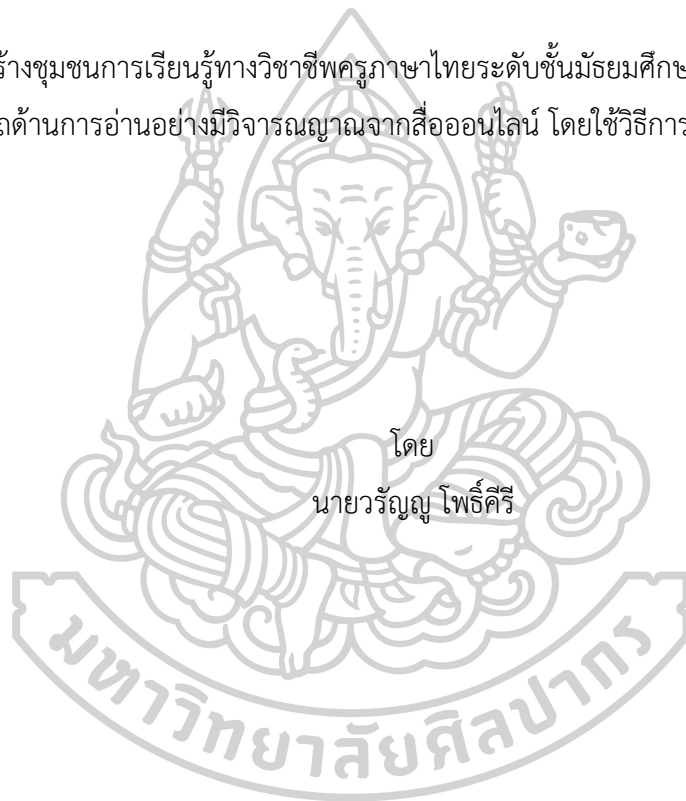 ร้างชุมชนการเรียนรู้ทางวิชาชีพครูภาษาไทยระดับชั้นมัธยมศึกษ
ถด้านการอ่านอย่างมีวิจารณญาณจากสื่อออนไลน์ โดยใช้วิธีการ
โดย
นายวรัญญู โพธิ์คีรี
มหาวิทยาลัยศิลปากร